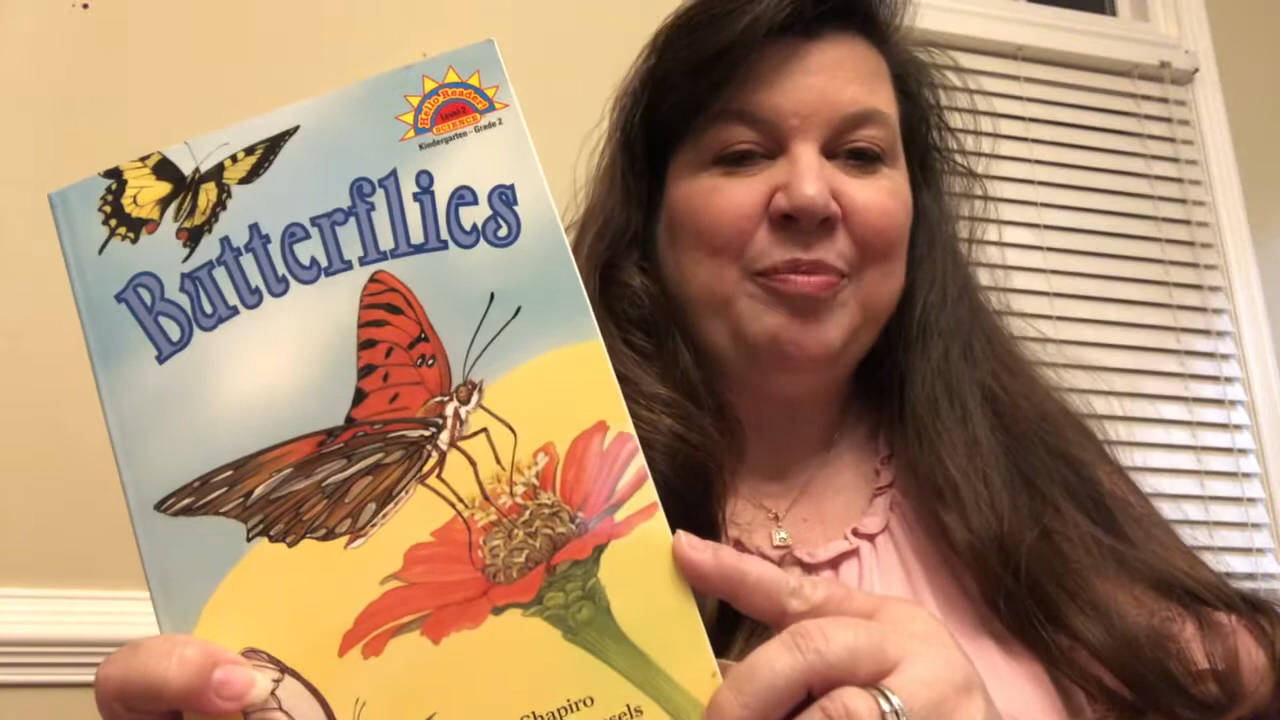 Hello Reader!
Level 2
SCIENCE
Kindergarten - Grade 2
Butterflies
Shapiro